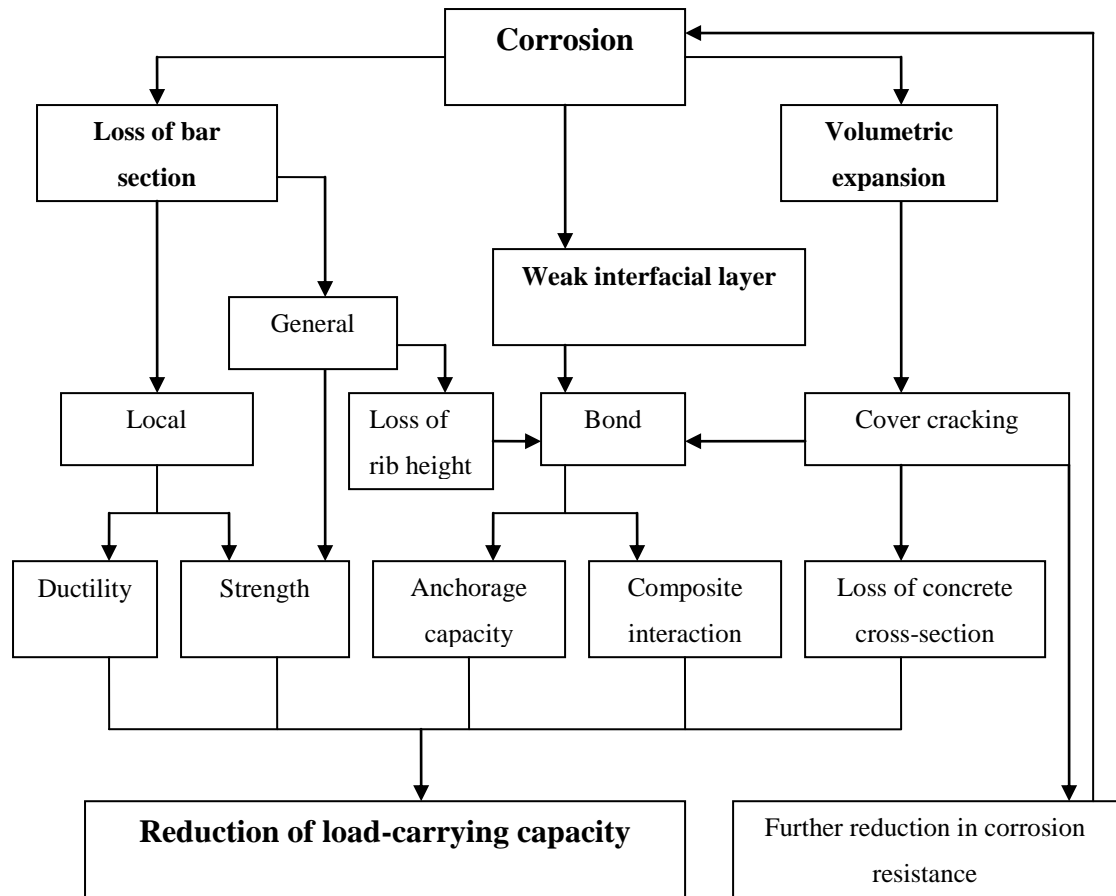 Corrosion
Loss of bar
section
Volumetric
expansion
Weak interfacial layer
General
Local
Loss of
rib height
Bond
Cover cracking
Ductility
Strength
Anchorage
capacity
Composite
interaction
Loss of concrete
cross-section
Reduction of load-carrying capacity
Further reduction in corrosion
resistance